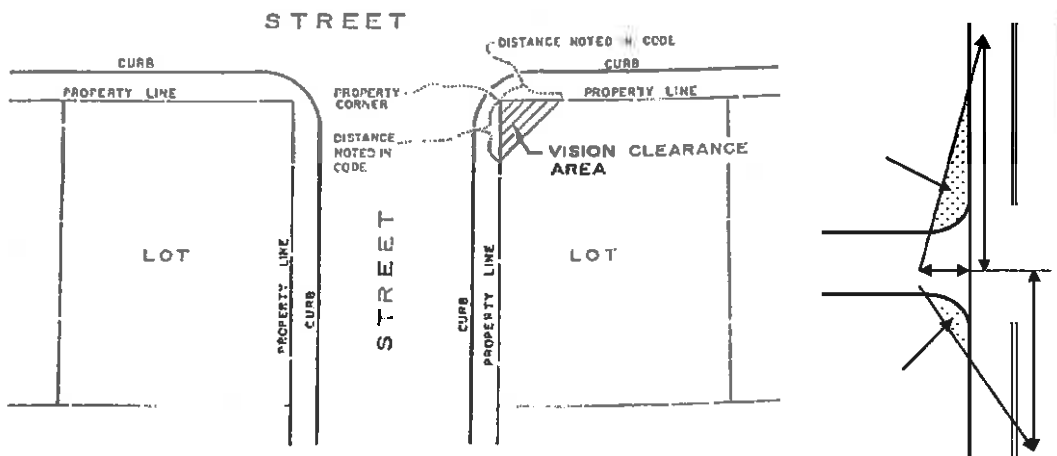 STREET
DISTANCE NOTED IN CODE
CURB
CURB
PROPERTY LINE
PROPERTY
CORNER
PROPERTY LINE
DISTANCE
NOTED IN
CODE
VISION CLEARANCE
AREA
LOT
STREET
LOT
PROPERTY LINE
CURB
CURB
PROPERTY LINE